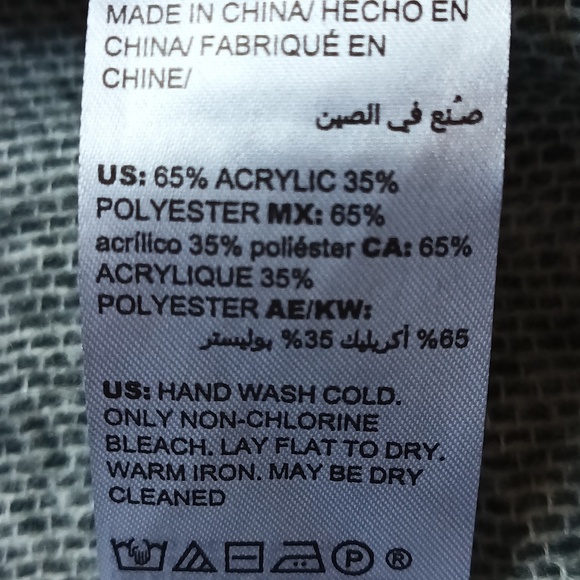 MADE IN CHINA/ HECHO EN
CHINA/ FABRIQUÉ EN
CHINE/
صُنع في الصين
US: 65% ACRYLIC 35%
POLYESTER MX: 65%
acrílico 35% poliéster CA: 65%
ACRYLIQUE 35%
POLYESTER AE/KW:
65% أكريليك 35% بوليستر
US: HAND WASH COLD.
ONLY NON-CHLORINE
BLEACH. LAY FLAT TO DRY.
WARM IRON. MAY BE DRY
CLEANED
P ®